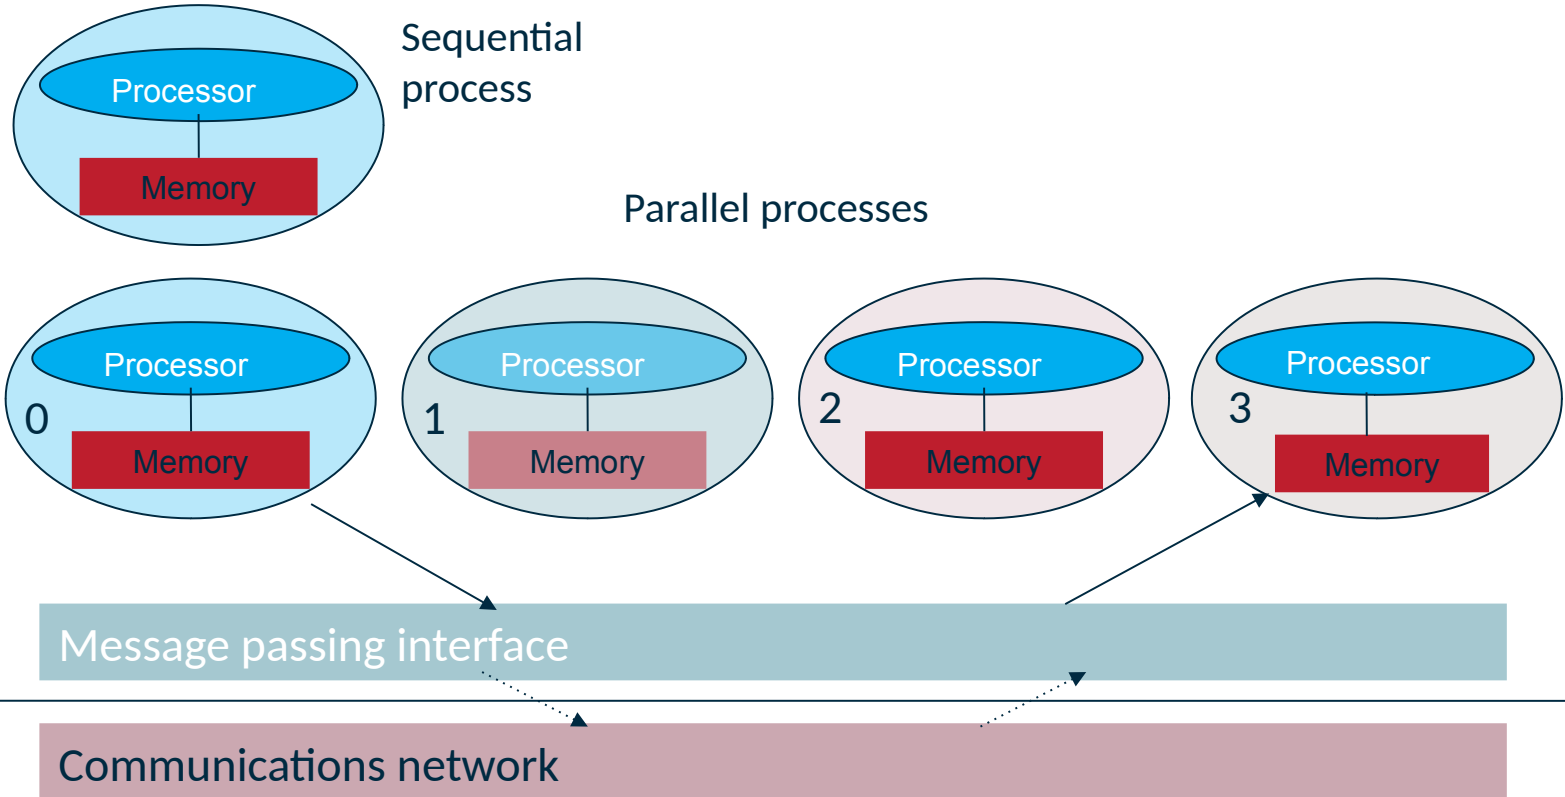 Sequential
process
Processor
Memory
Parallel processes
Processor
0
Memory
Processor
1
Memory
Processor
2
Memory
Processor
3
Memory
Message passing interface
Communications network